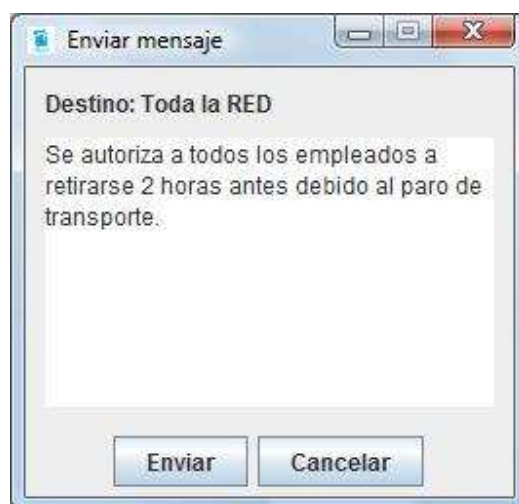 Enviar mensaje
Destino: Toda la RED
Se autoriza a todos los empleados a
retirarse 2 horas antes debido al paro de
transporte.
Enviar
Cancelar